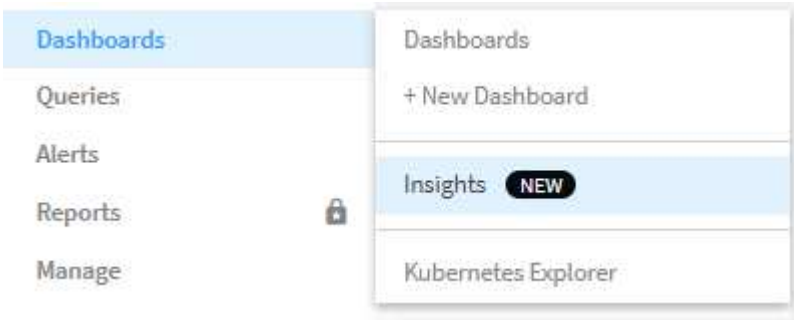 Dashboards
Queries
Alerts
Reports
Manage
Dashboards
+ New Dashboard
Insights NEW
Kubernetes Explorer